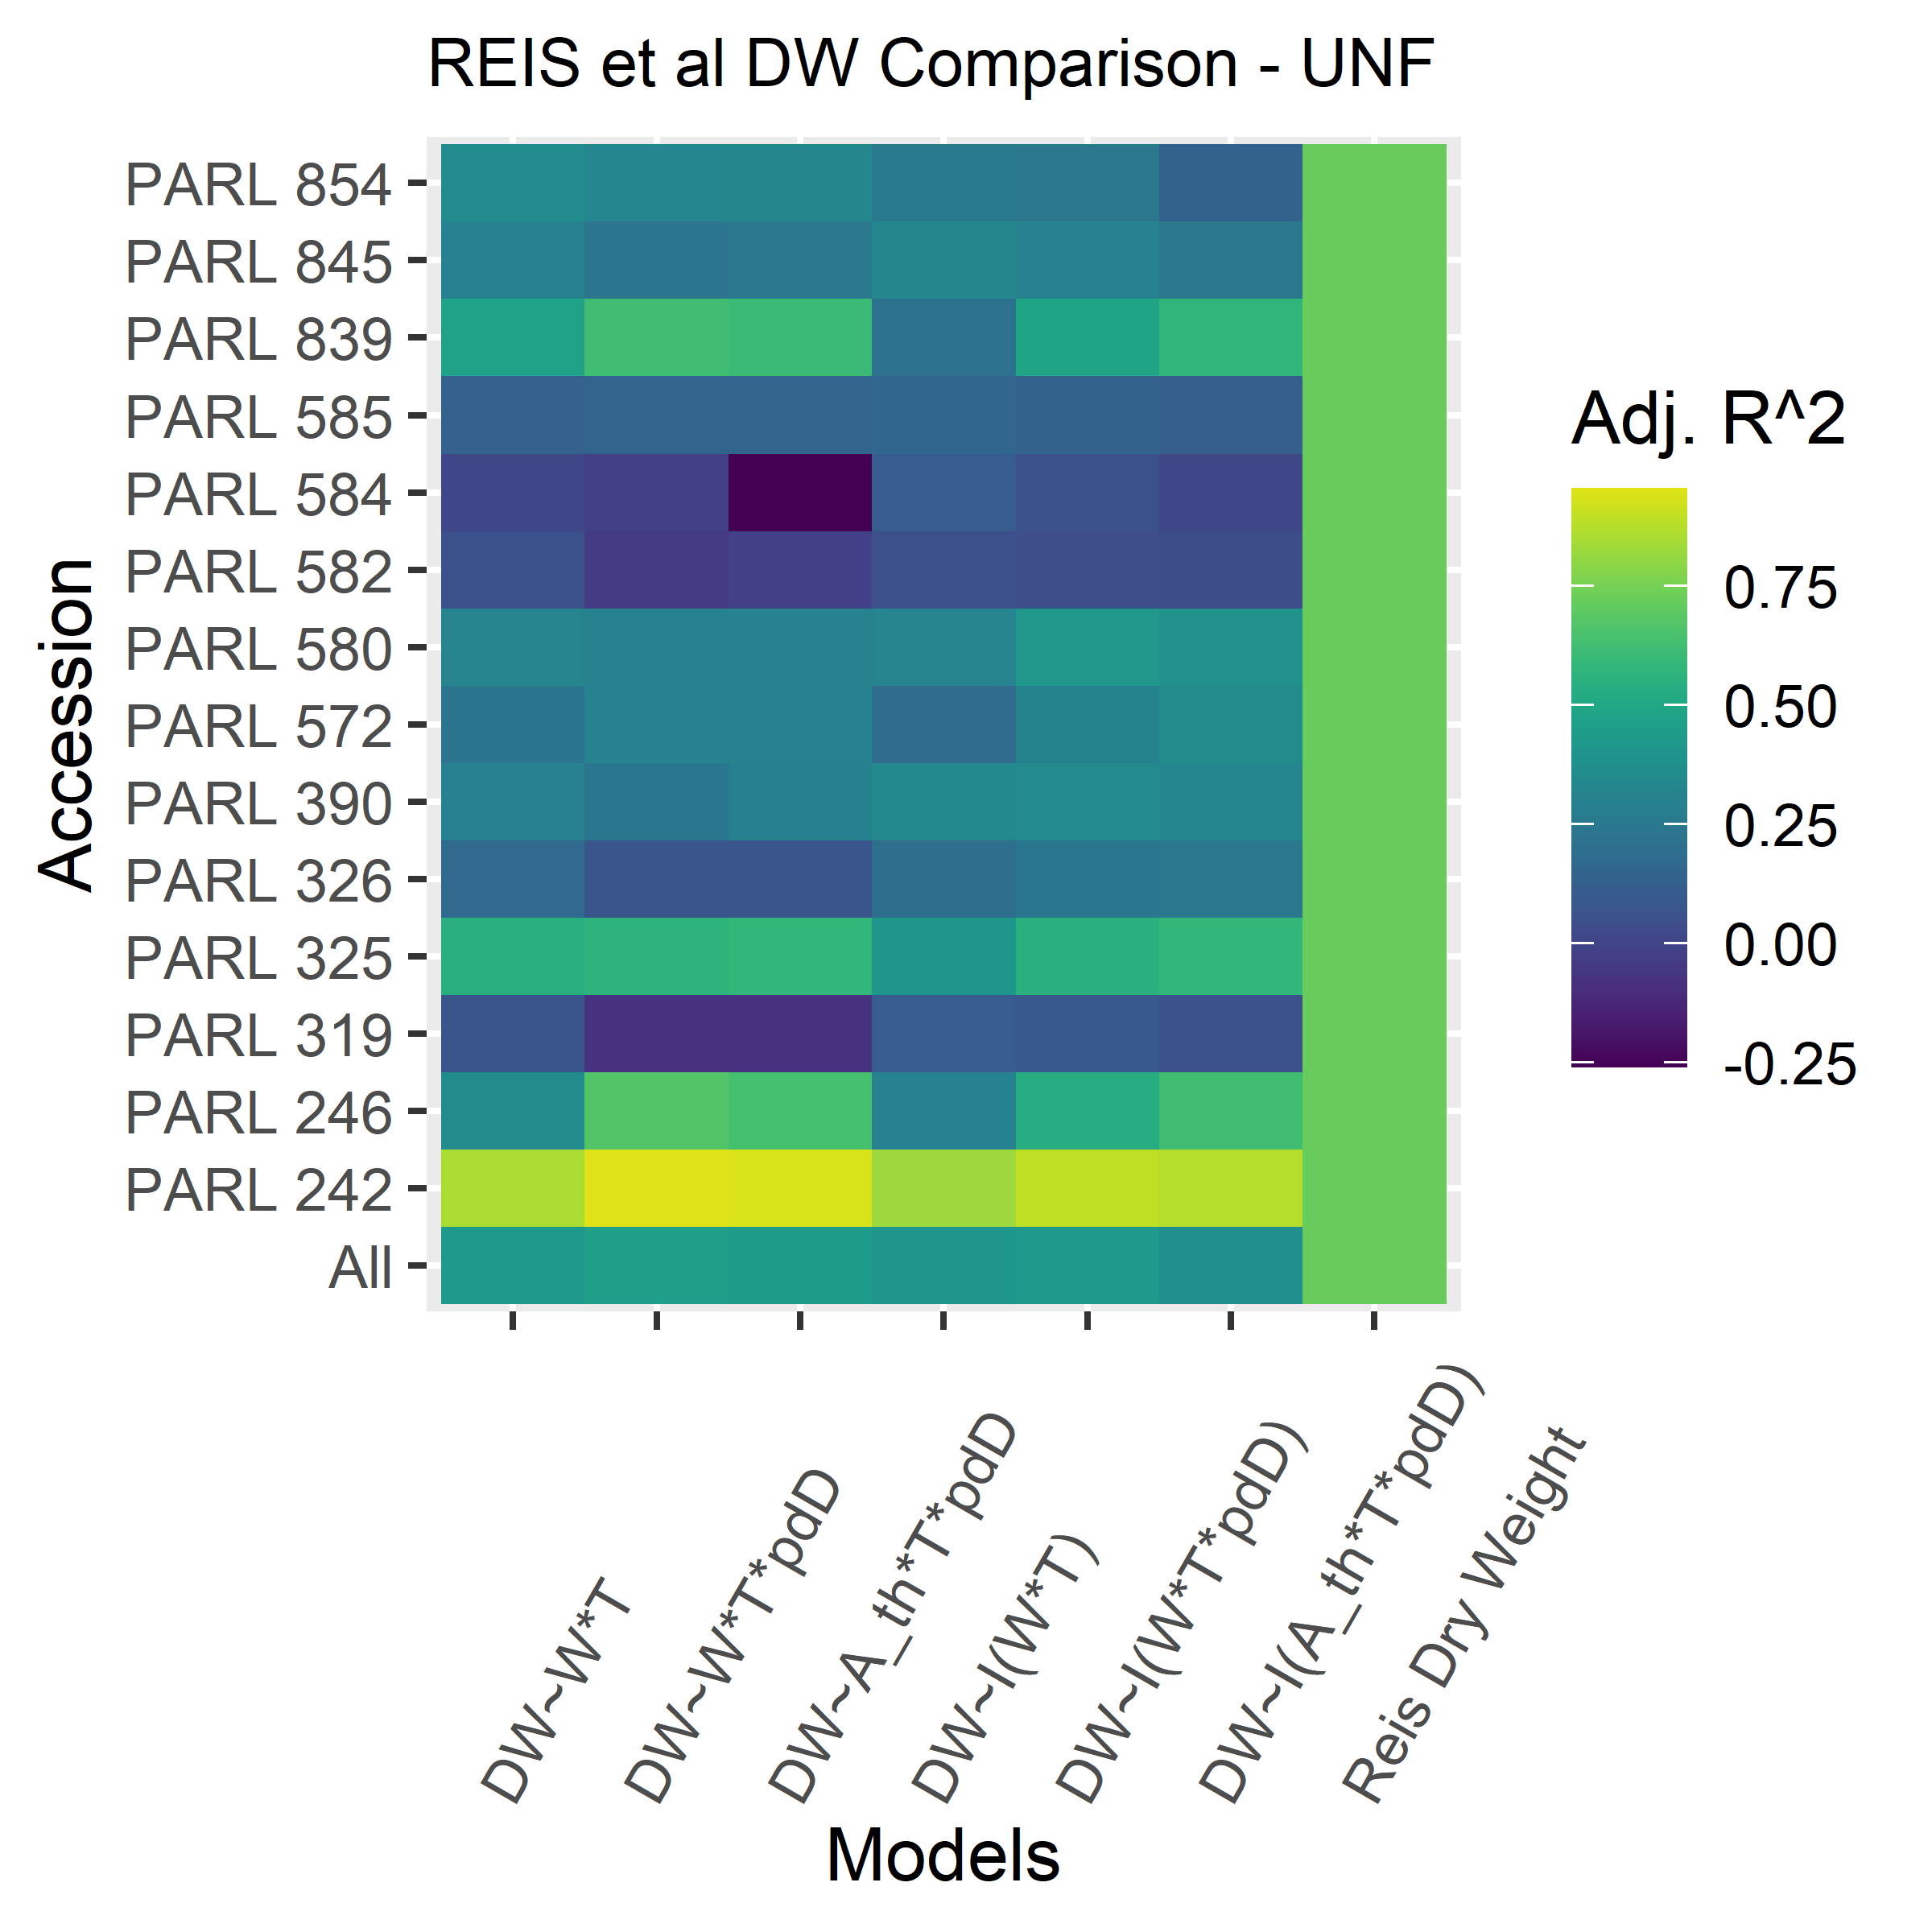 REIS et al DW Comparison - UNF
Accession
PARL 854
PARL 845
PARL 839
PARL 585
PARL 584
PARL 582
PARL 580
PARL 572
PARL 390
PARL 326
PARL 325
PARL 319
PARL 246
PARL 242
All
DW~W*T
DW~W*T*pdD
DW~A_th*T*pdD
DW~I(W*T)
DW~I(W*T*pdD)
DW~I(A_th*T*pdD)
Reis Dry Weight
Models
Adj. R^2
0.75
0.50
0.25
0.00
-0.25